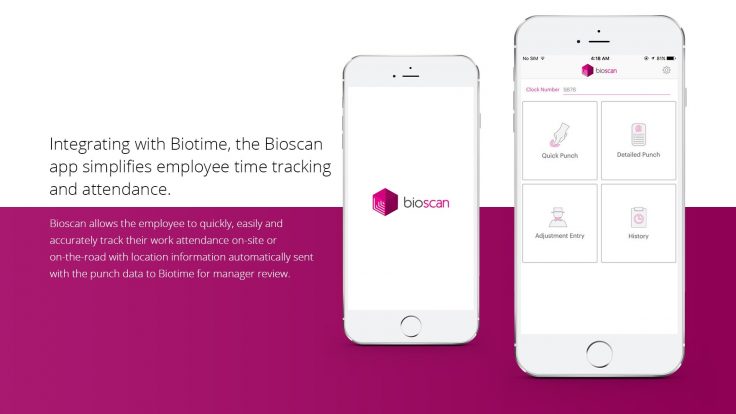 Integrating with Biotime, the Bioscan
app simplifies employee time tracking
and attendance.
Bioscan allows the employee to quickly, easily and
accurately track their work attendance on-site or
on-the-road with location information automatically sent
with the punch data to Biotime for manager review.
bioscan
No SIM 4:18 AM 81%
bioscan
Clock Number 5876
Quick Punch Detailed Punch
Adjustment Entry History